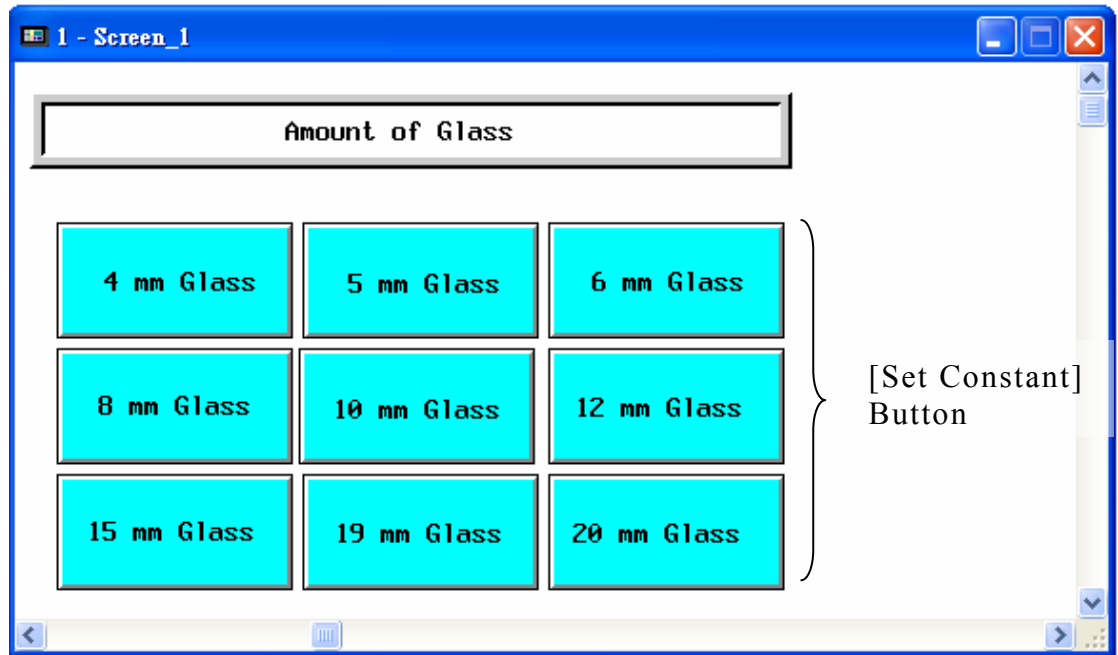 1 - Screen_1
Amount of Glass
4 mm Glass
5 mm Glass
6 mm Glass
8 mm Glass
10 mm Glass
12 mm Glass
15 mm Glass
19 mm Glass
20 mm Glass
[Set Constant]
Button